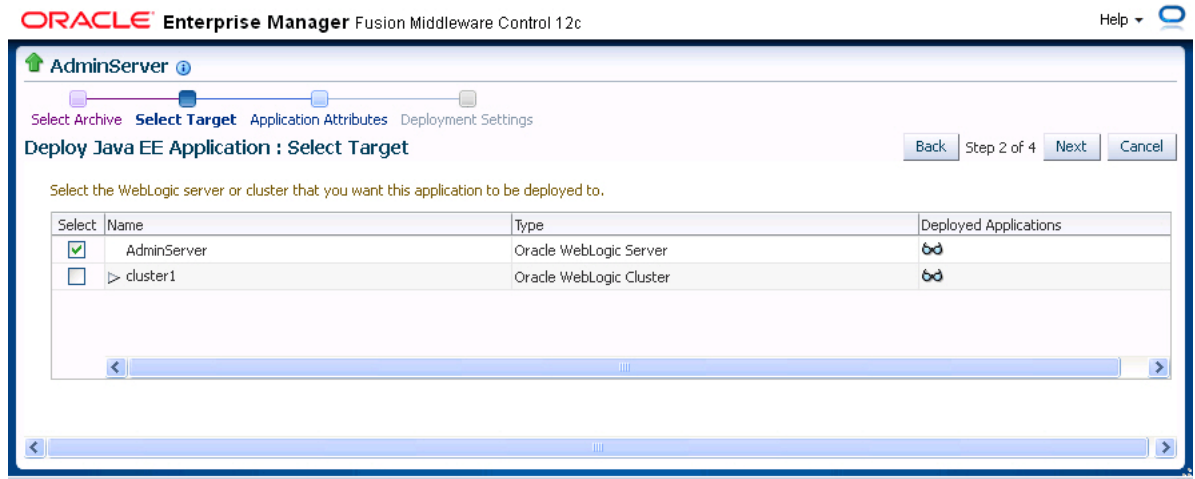 ORACLE Enterprise Manager Fusion Middleware Control 12c Help
AdminServer
Select Archive Select Target Application Attributes Deployment Settings
Deploy Java EE Application : Select Target Back Step 2 of 4 Next Cancel
Select the WebLogic server or cluster that you want this application to be deployed to.
Select Name Type Deployed Applications
AdminServer Oracle WebLogic Server
cluster1 Oracle WebLogic Cluster